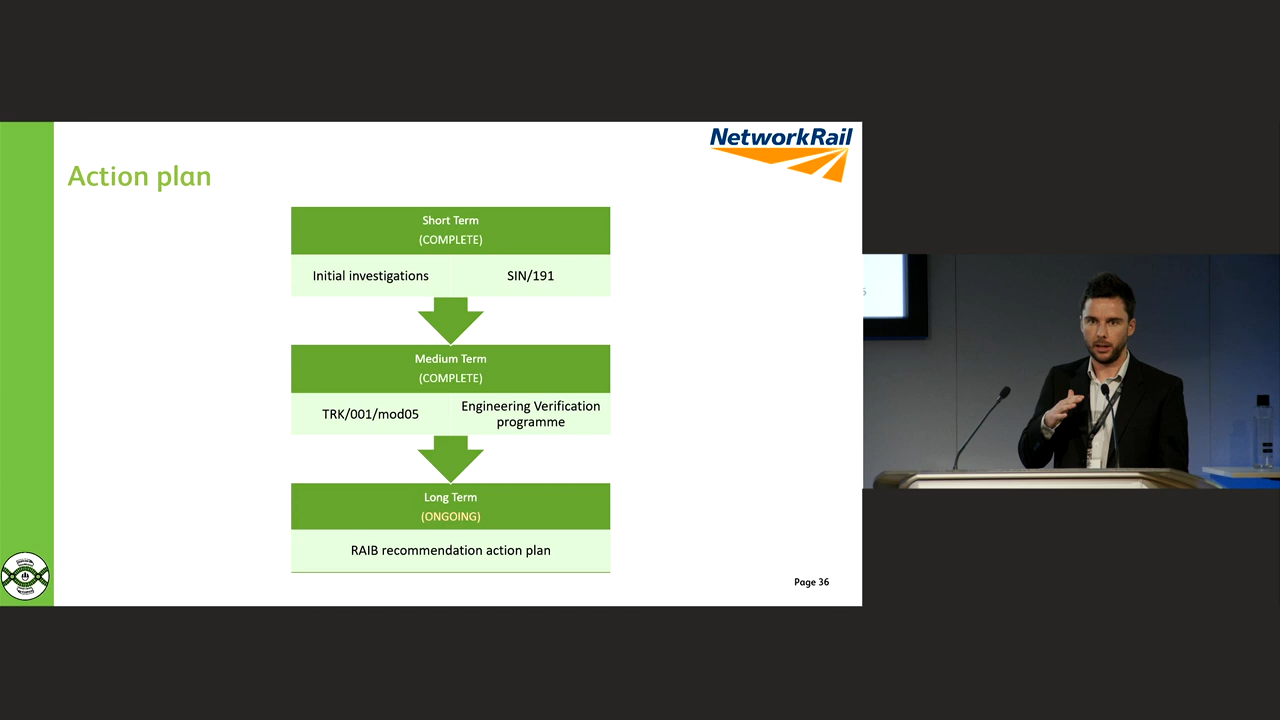 NetworkRail
Action plan
Short Term
(COMPLETE)
Initial investigations
SIN/191
Medium Term
(COMPLETE)
TRK/001/mod05
Engineering Verification
programme
Long Term
(ONGOING)
RAIB recommendation action plan
Page 36